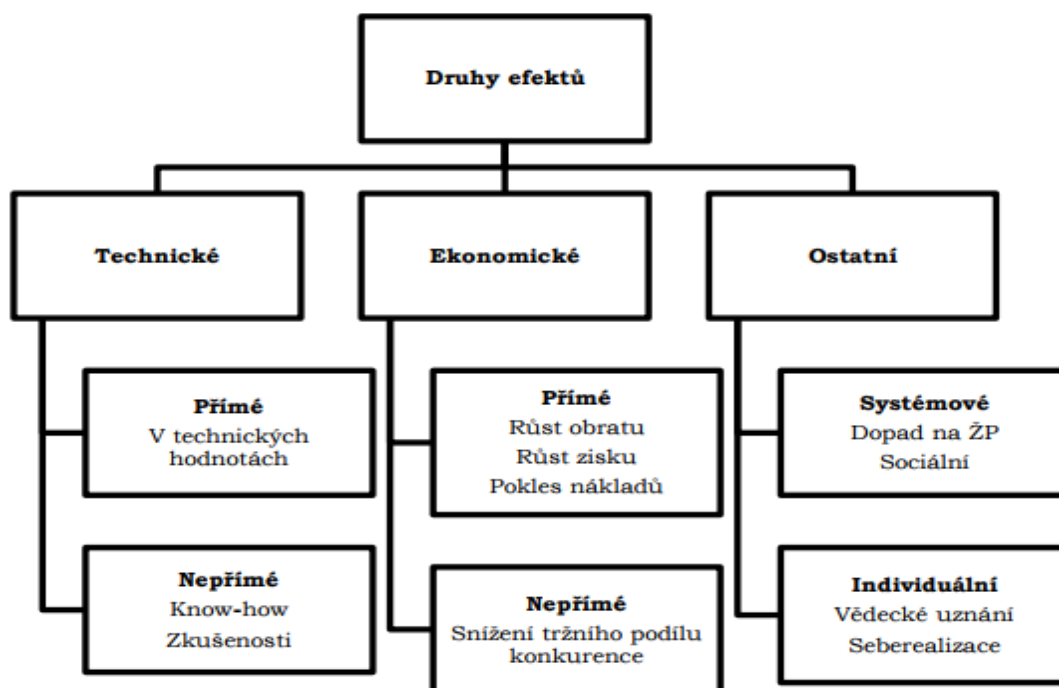 Druhy efektů
Technické
Ekonomické
Ostatní
Přímé
V technických
hodnotách
Přímé
Růst obratu
Růst zisku
Pokles nákladů
Systémové
Dopad na ŽP
Sociální
Nepřímé
Know-how
Zkušenosti
Nepřímé
Snížení tržního podílu
konkurence
Individuální
Vědecké uznání
Seberealizace